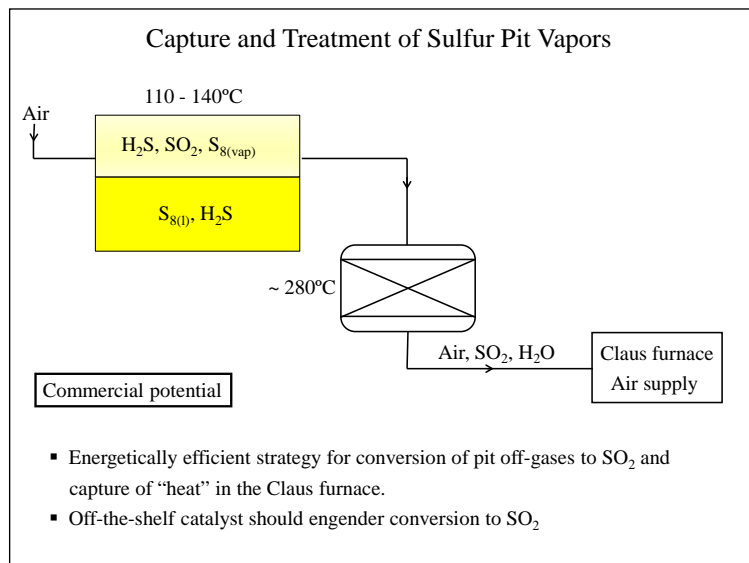 Capture and Treatment of Sulfur Pit Vapors
110 - 140ºC
Air
H₂S, SO₂, S₈₍ᵥₐₚ₎
S₈₍ₗ₎, H₂S
~ 280ºC
Air, SO₂, H₂O
Claus furnace
Air supply
Commercial potential
▪ Energetically efficient strategy for conversion of pit off-gases to SO₂ and
capture of “heat” in the Claus furnace.
▪ Off-the-shelf catalyst should engender conversion to SO₂